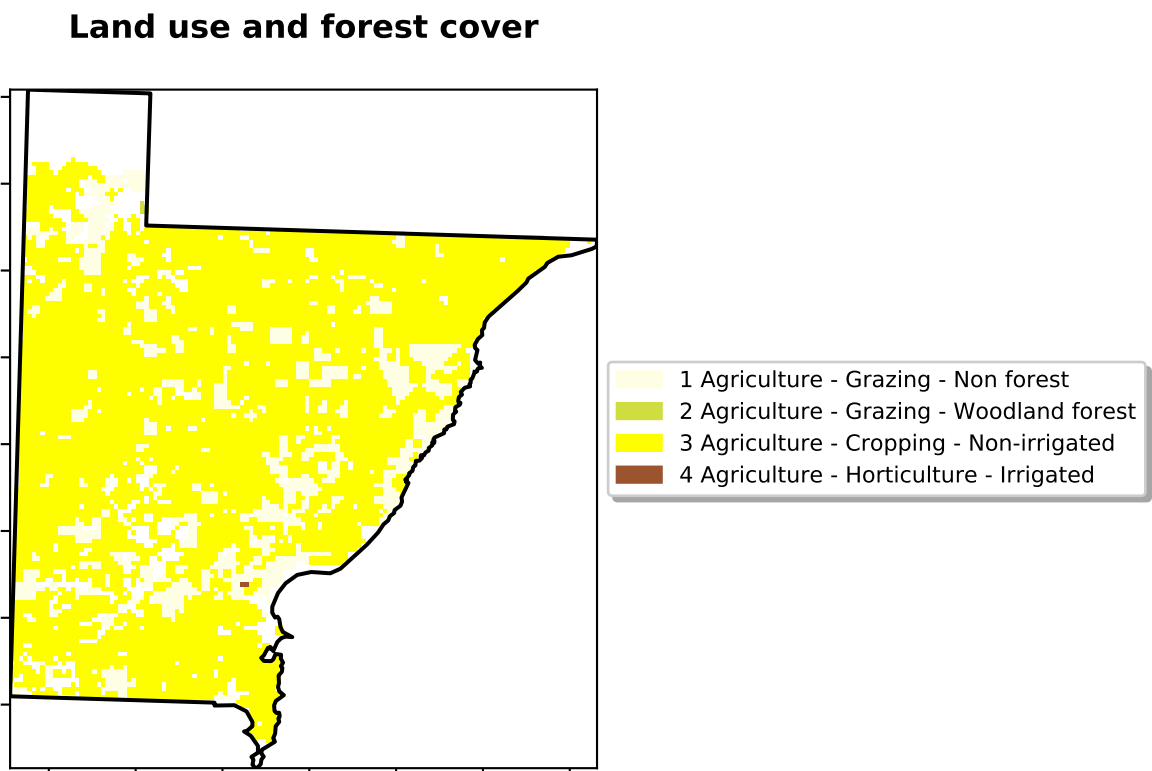 Land use and forest cover
1 Agriculture - Grazing - Non forest
2 Agriculture - Grazing - Woodland forest
3 Agriculture - Cropping - Non-irrigated
4 Agriculture - Horticulture - Irrigated